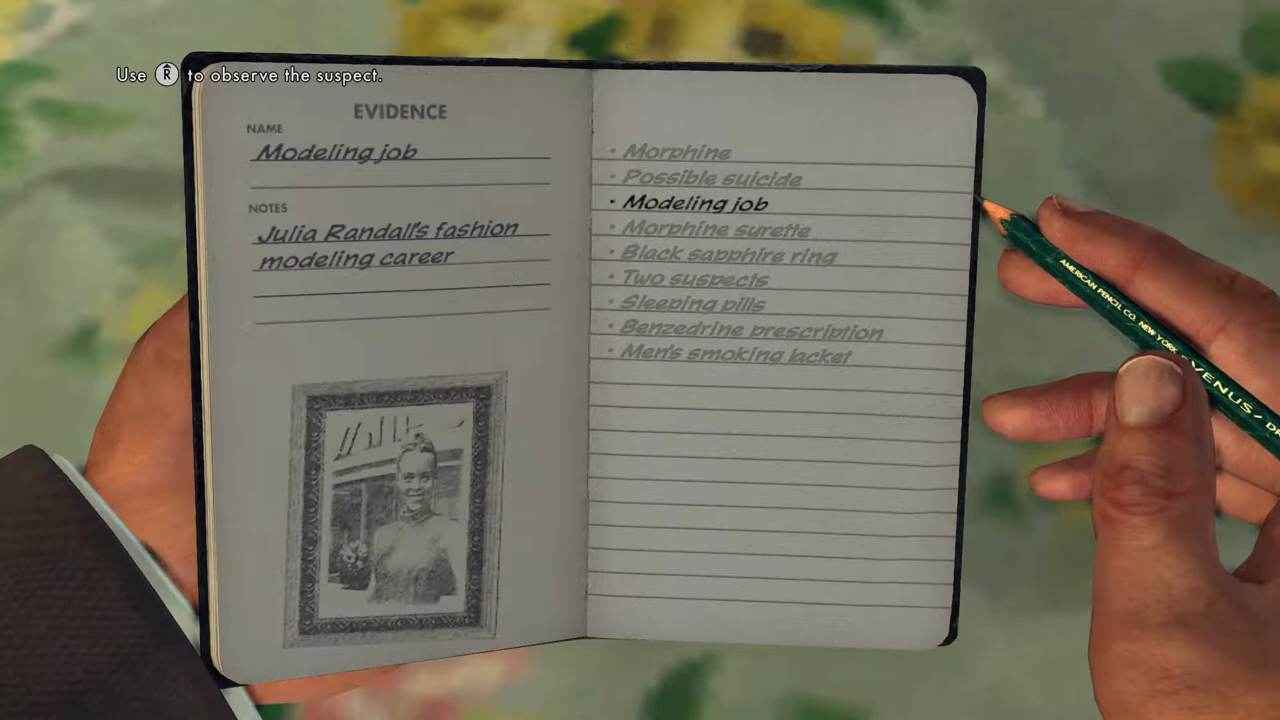 Use R to observe the suspect.
EVIDENCE
NAME
Modeling job
NOTES
Julia Randall's fashion
modeling career
• Morphine
• Possible suicide
• Modeling job
• Morphine syrette
• Black sapphire ring
• Two suspects
• Sleeping pills
• Benzedrine prescription
• Men's smoking jacket
AMERICAN PENCIL CO. NEW YORK VENUS/